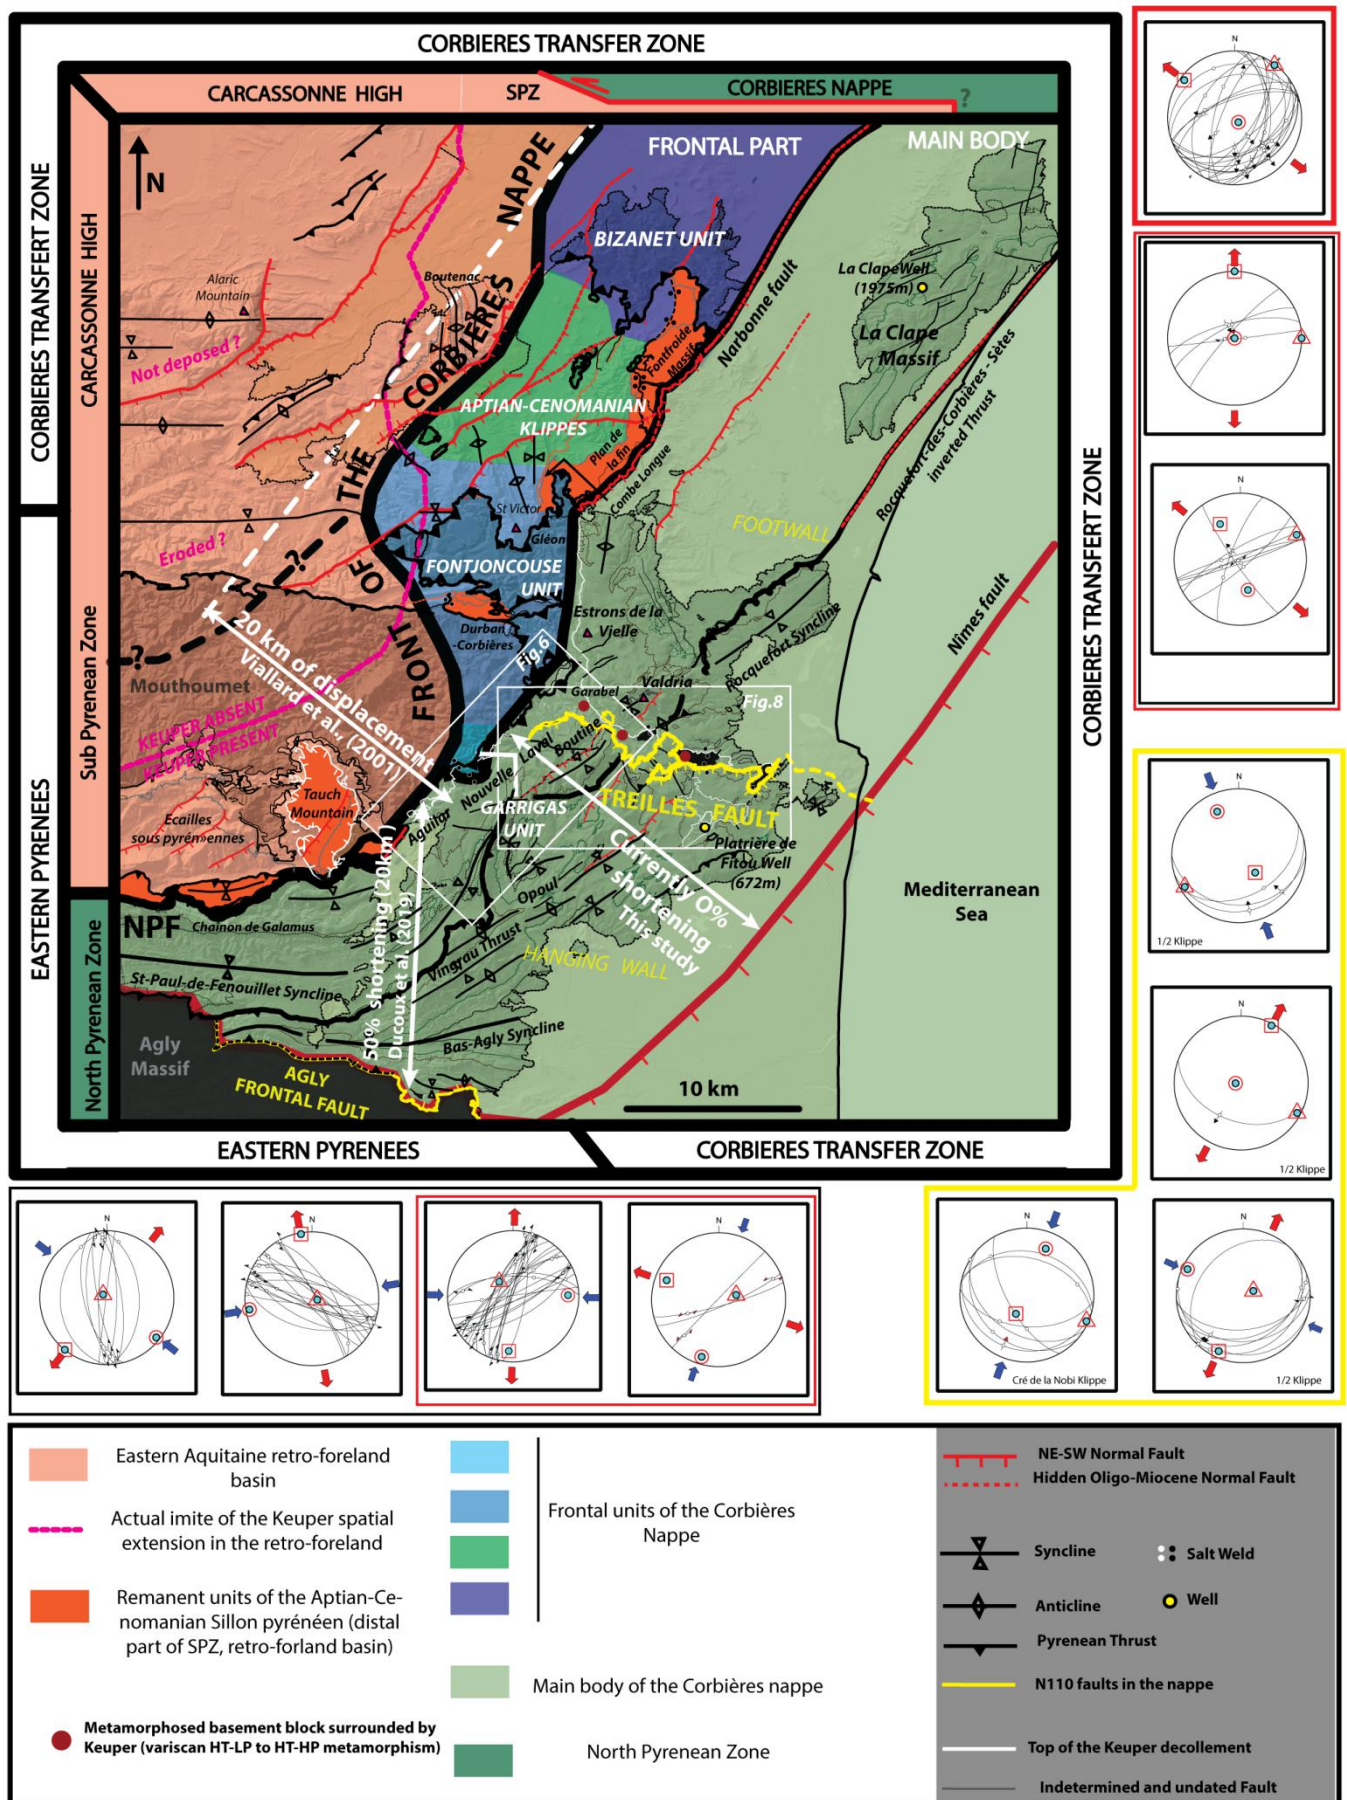 CORBIERES TRANSFER ZONE
CARCASSONNE HIGH
SPZ
CORBIERES NAPPE
?
CORBIERES TRANSFERT ZONE
CARCASSONNE HIGH
EASTERN PYRENEES
Sub Pyrenean Zone
North Pyrenean Zone
CORBIERES TRANSFERT ZONE
N
FRONTAL PART
MAIN BODY
FRONT OF THE CORBIERES NAPPE
BIZANET UNIT
La ClapeWell
(1975m)
La Clape
Massif
Alaric
Mountain
Boutenac
Not deposed ?
Fontfroide
Massif
Narbonne fault
Rocquefort-des-Corbières - Sètes
inverted Thrust
APTIAN-CENOMANIAN
KLIPPES
Plan de
la fin
Combe Longue
St Victor
Gléon
FOOTWALL
Eroded ?
?
FONTJONCOUSE
UNIT
Nîmes fault
Durban
-Corbières
Estrons de la
Vielle
Rocquefort Syncline
20 km of displacement
Viallard et al., (2001)
?
Mouthoumet
Fig.6
Garabel
Valdria
Fig.8
KEUPER ABSENT
KEUPER PRESENT
Nouvelle
Laval
Boutine
Tauch
Mountain
Ecailles
sous pyrén»ennes
Aguilar
GARRIGAS
UNIT
TREILLES FAULT
Platrière de
Fitou Well
(672m)
Currently 0%
shortening
This study
Mediterranean
Sea
Opoul
NPF
Chainon de Galamus
Vingrau Thrust
HANGING WALL
50% shortening (20km)
Ducoux et al. (2019)
St-Paul-de-Fenouillet Syncline
Bas-Agly Syncline
Agly
Massif
AGLY
FRONTAL FAULT
10 km
EASTERN PYRENEES
CORBIERES TRANSFER ZONE
N
N
N
N
1/2 Klippe
N
1/2 Klippe
N
N
N
N
N
Cré de la Nobi Klippe
N
1/2 Klippe
Eastern Aquitaine retro-foreland
basin
Actual imite of the Keuper spatial
extension in the retro-foreland
Remanent units of the Aptian-Ce-
nomanian Sillon pyrénéen (distal
part of SPZ, retro-forland basin)
Metamorphosed basement block surrounded by
Keuper (variscan HT-LP to HT-HP metamorphism)
Frontal units of the Corbières
Nappe
Main body of the Corbières nappe
North Pyrenean Zone
NE-SW Normal Fault
Hidden Oligo-Miocene Normal Fault
Syncline
Salt Weld
Anticline
Well
Pyrenean Thrust
N110 faults in the nappe
Top of the Keuper decollement
Indetermined and undated Fault